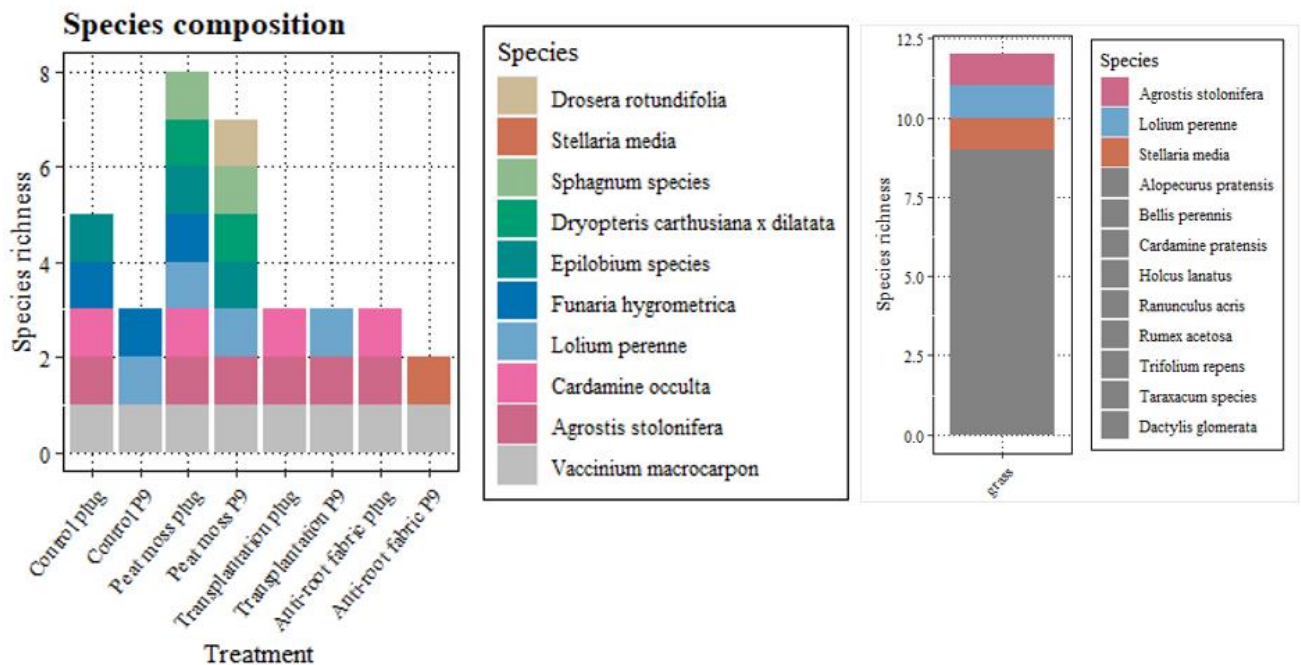 Species composition
Species richness
8
6
4
2
0
Control plug
Control P9
Peat moss plug
Peat moss P9
Transplantation plug
Transplantation P9
Anti-root fabric plug
Anti-root fabric P9
Treatment
Species
Drosera rotundifolia
Stellaria media
Sphagnum species
Dryopteris carthusiana x dilatata
Epilobium species
Funaria hygrometrica
Lolium perenne
Cardamine occulta
Agrostis stolonifera
Vaccinium macrocarpon
Species richness
12.5
10.0
7.5
5.0
2.5
0.0
grass
Species
Agrostis stolonifera
Lolium perenne
Stellaria media
Alopecurus pratensis
Bellis perennis
Cardamine pratensis
Holcus lanatus
Ranunculus acris
Rumex acetosa
Trifolium repens
Taraxacum species
Dactylis glomerata